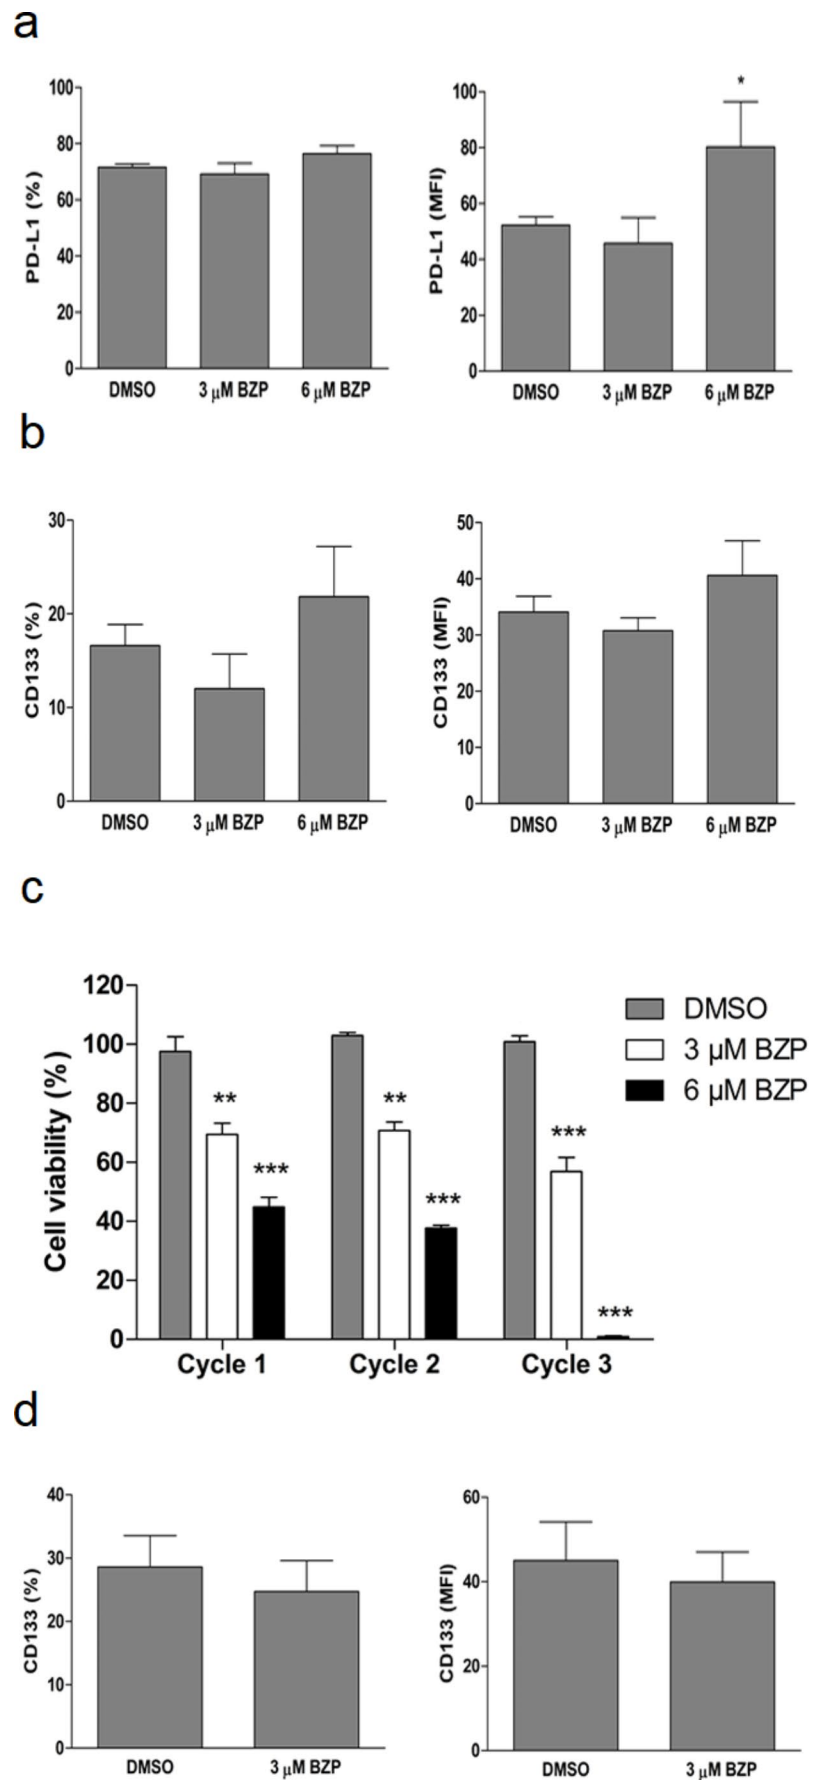 a
100
80
60
40
20
0
PD-L1 (%)
DMSO 3 µM BZP 6 µM BZP
*
100
80
60
40
20
0
PD-L1 (MFI)
DMSO 3 µM BZP 6 µM BZP
b
30
20
10
0
CD133 (%)
DMSO 3 µM BZP 6 µM BZP
50
40
30
20
10
0
CD133 (MFI)
DMSO 3 µM BZP 6 µM BZP
c
120
100
80
60
40
20
0
Cell viability (%)
**
***
**
***
***
***
Cycle 1 Cycle 2 Cycle 3
DMSO
3 µM BZP
6 µM BZP
d
40
30
20
10
0
CD133 (%)
DMSO 3 µM BZP
60
40
20
0
CD133 (MFI)
DMSO 3 µM BZP